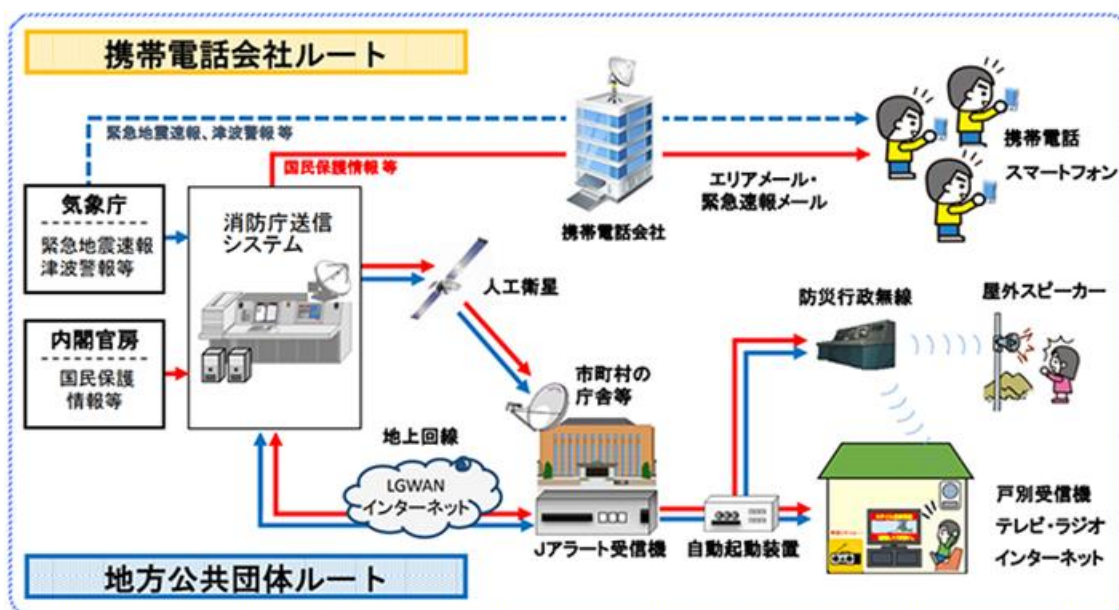 携帯電話会社ルート
緊急地震速報、津波警報 等
国民保護情報 等
気象庁
緊急地震速報
津波警報等
消防庁送信
システム
内閣官房
国民保護
情報等
人工衛星
携帯電話会社
エリアメール・
緊急速報メール
携帯電話
スマートフォン
防災行政無線
屋外スピーカー
市町村の
庁舎等
地上回線
LGWAN
インターネット
Jアラート受信機
自動起動装置
戸別受信機
テレビ・ラジオ
インターネット
地方公共団体ルート